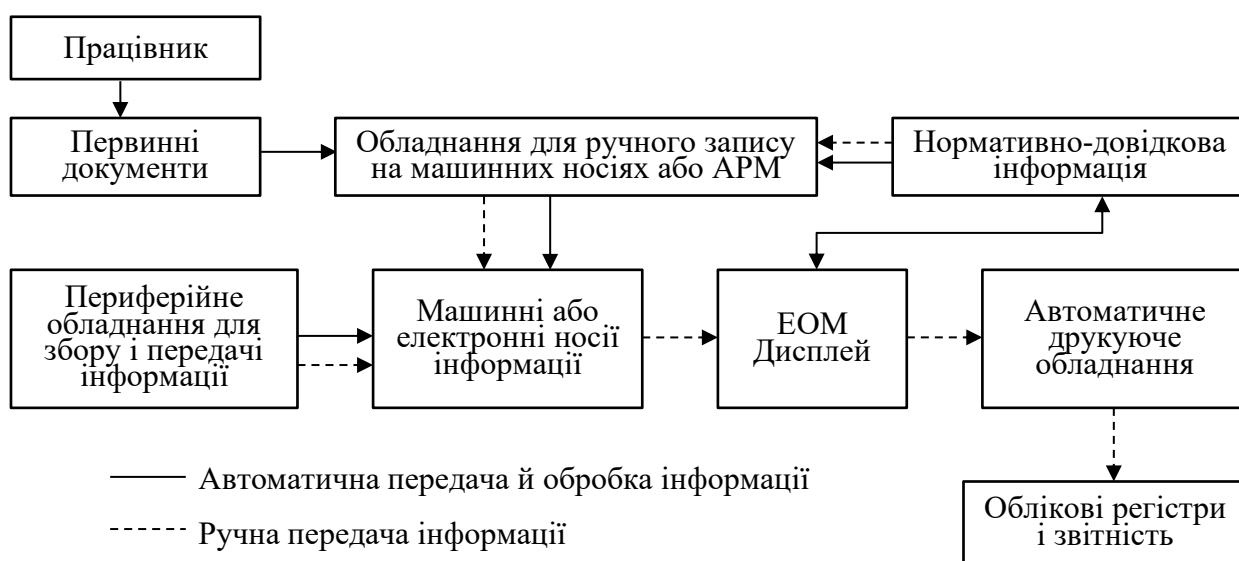 Працівник
Первинні
документи
Обладнання для ручного запису
на машинних носіях або АРМ
Нормативно-довідкова
інформація
Периферійне
обладнання для
збору і передачі
інформації
Машинні або
електронні носії
інформації
ЕОМ
Дисплей
Автоматичне
друкуюче
обладнання
Автоматична передача й обробка інформації
Ручна передача інформації
Облікові регістри
і звітність